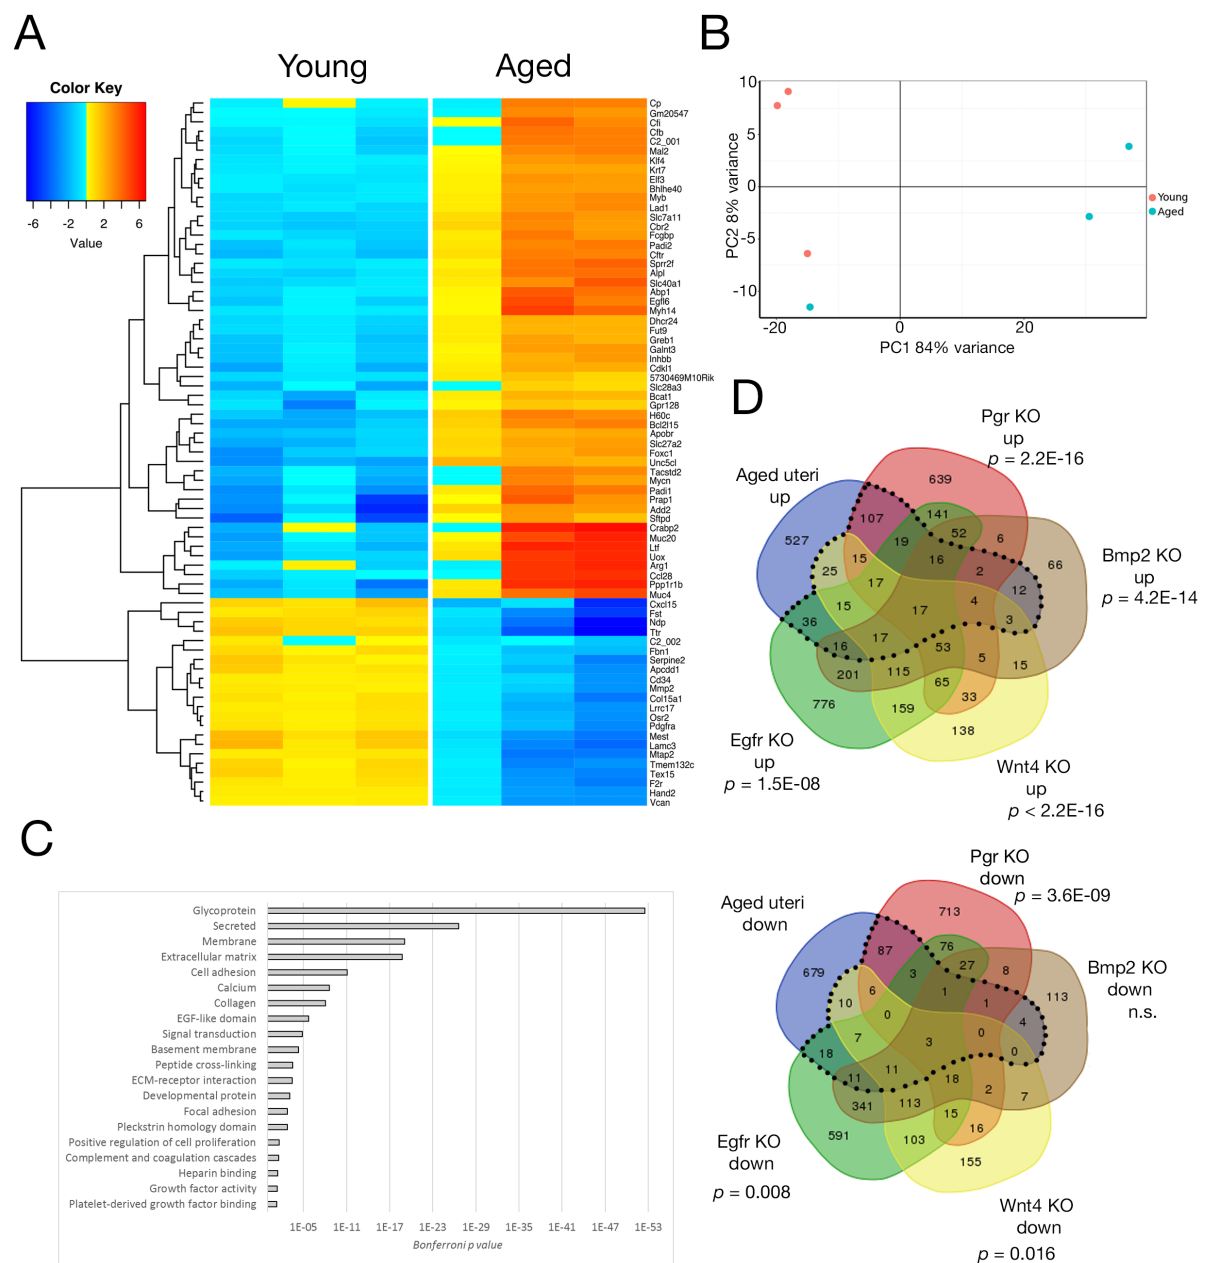 A
Young
Aged
Color Key
-6
-2
2
6
Value
Cp
Gm20547
Cfi
Cfb
C2_001
Mal2
Klf4
Krt7
Elf3
Bhlhe40
Myb
Lad1
Slc7a11
Cbr2
Fcgbp
Padi2
Cftr
Sprr2f
Alpl
Slc40a1
Abp1
Egfl6
Myh14
Dhcr24
Fut9
Greb1
Galnt3
Inhbb
Cdkl1
5730469M10Rik
Slc28a3
Bcat1
Gpr128
H60c
Bcl2l15
Apobr
Slc27a2
Foxc1
Unc5cl
Tacstd2
Mycn
Padi1
Prap1
Add2
Sftpd
Crabp2
Muc20
Ltf
Uox
Arg1
Ccl28
Ppp1r1b
Muc4
Cxcl15
Fst
Ndp
Ttr
C2_002
Fbn1
Serpine2
Apcdd1
Cd34
Mmp2
Col15a1
Lrrc17
Osr2
Pdgfra
Mest
Lamc3
Mtap2
Tmem132c
Tex15
F2r
Hand2
Vcan
B
10
5
0
-5
-10
PC2 8% variance
-20
0
20
PC1 84% variance
Young
Aged
C
Glycoprotein
Secreted
Membrane
Extracellular matrix
Cell adhesion
Calcium
Collagen
EGF-like domain
Signal transduction
Basement membrane
Peptide cross-linking
ECM-receptor interaction
Developmental protein
Focal adhesion
Pleckstrin homology domain
Positive regulation of cell proliferation
Complement and coagulation cascades
Heparin binding
Growth factor activity
Platelet-derived growth factor binding
1E-05 1E-11 1E-17 1E-23 1E-29 1E-35 1E-41 1E-47 1E-53
Bonferroni p value
D
Pgr KO
up
p = 2.2E-16
Aged uteri
up
Bmp2 KO
up
p = 4.2E-14
Egfr KO
up
p = 1.5E-08
Wnt4 KO
up
p < 2.2E-16
639
107
141
52
6
66
527
19
16
2
12
25
15
17
4
3
15
17
36
17
53
5
15
16
201
115
65
33
776
159
138
Pgr KO
down
p = 3.6E-09
Aged uteri
down
Bmp2 KO
down
n.s.
Egfr KO
down
p = 0.008
Wnt4 KO
down
p = 0.016
713
87
76
27
8
113
679
3
1
1
4
10
6
0
0
0
7
3
18
11
18
2
7
11
341
113
15
16
591
103
155